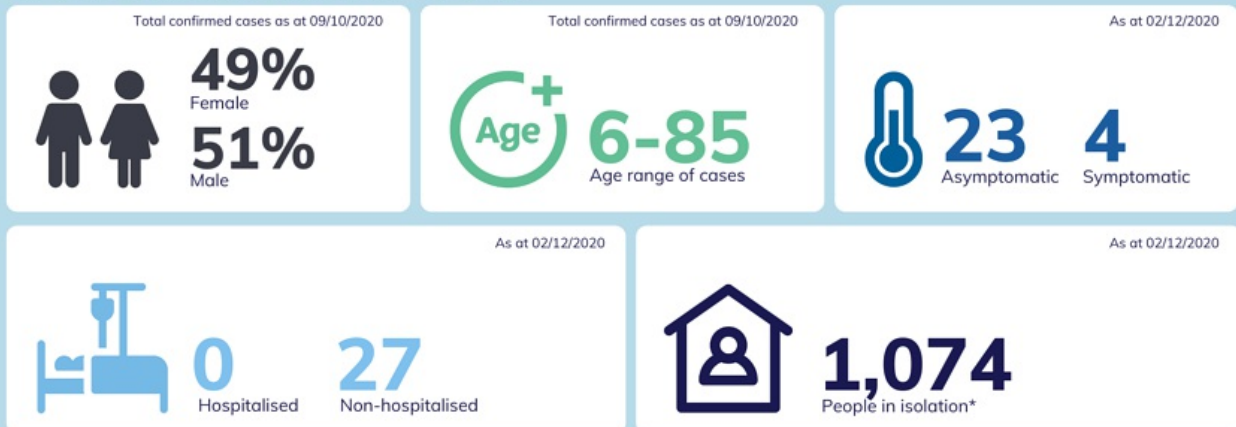 Total confirmed cases as at 09/10/2020
49%
Female
51%
Male
Total confirmed cases as at 09/10/2020
Age
6-85
Age range of cases
As at 02/12/2020
23 4
Asymptomatic Symptomatic
As at 02/12/2020
0 27
Hospitalised Non-hospitalised
As at 02/12/2020
1,074
People in isolation*